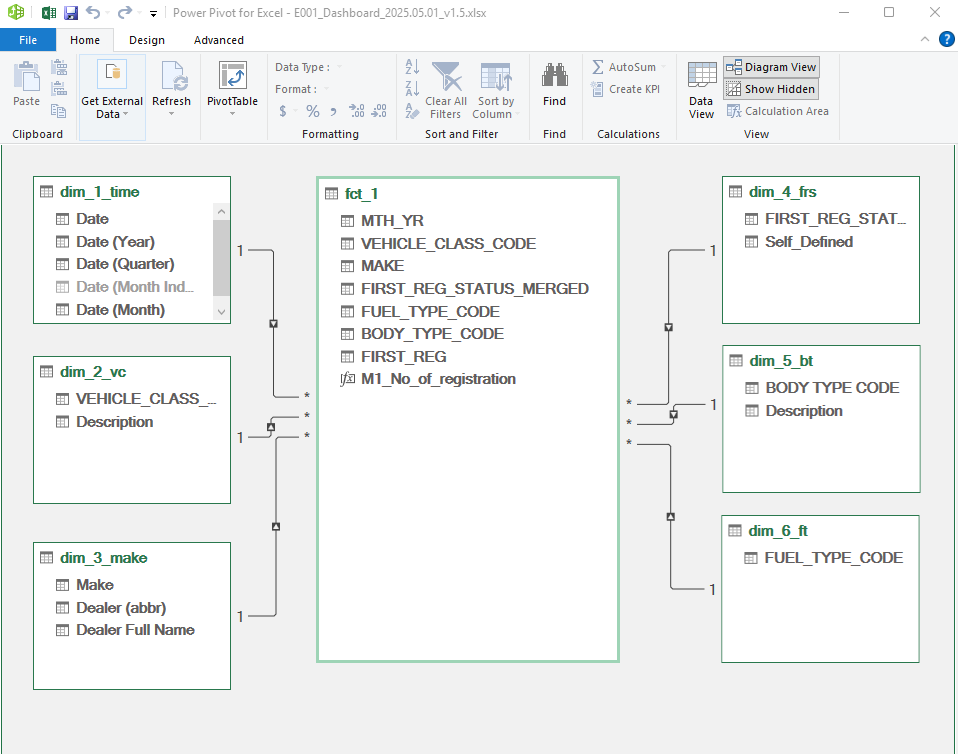 Power Pivot for Excel - E001_Dashboard_2025.05.01_v1.5.xlsx
File Home Design Advanced
Paste
Clipboard
Get External
Data
Refresh
PivotTable
Data Type :
Format :
$ % , .00 .00
Formatting
Clear All
Filters
Sort by
Column
Sort and Filter
Find
Find
AutoSum
Create KPI
Calculations
Data
View
Diagram View
Show Hidden
Calculation Area
View
dim_1_time
Date
Date (Year)
Date (Quarter)
Date (Month Ind...
Date (Month)
1
*
dim_2_vc
VEHICLE_CLASS_...
Description
1
*
dim_3_make
Make
Dealer (abbr)
Dealer Full Name
1
*
fct_1
MTH_YR
VEHICLE_CLASS_CODE
MAKE
FIRST_REG_STATUS_MERGED
FUEL_TYPE_CODE
BODY_TYPE_CODE
FIRST_REG
fx M1_No_of_registration
dim_4_frs
FIRST_REG_STAT...
Self_Defined
1
*
dim_5_bt
BODY TYPE CODE
Description
1
*
dim_6_ft
FUEL_TYPE_CODE
1
*